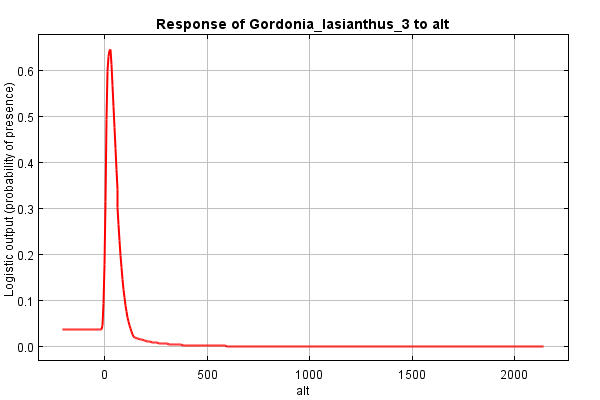 Response of Gordonia_lasianthus_3 to alt
Logistic output (probability of presence)
0.6
0.5
0.4
0.3
0.2
0.1
0.0
0 500 1000 1500 2000
alt